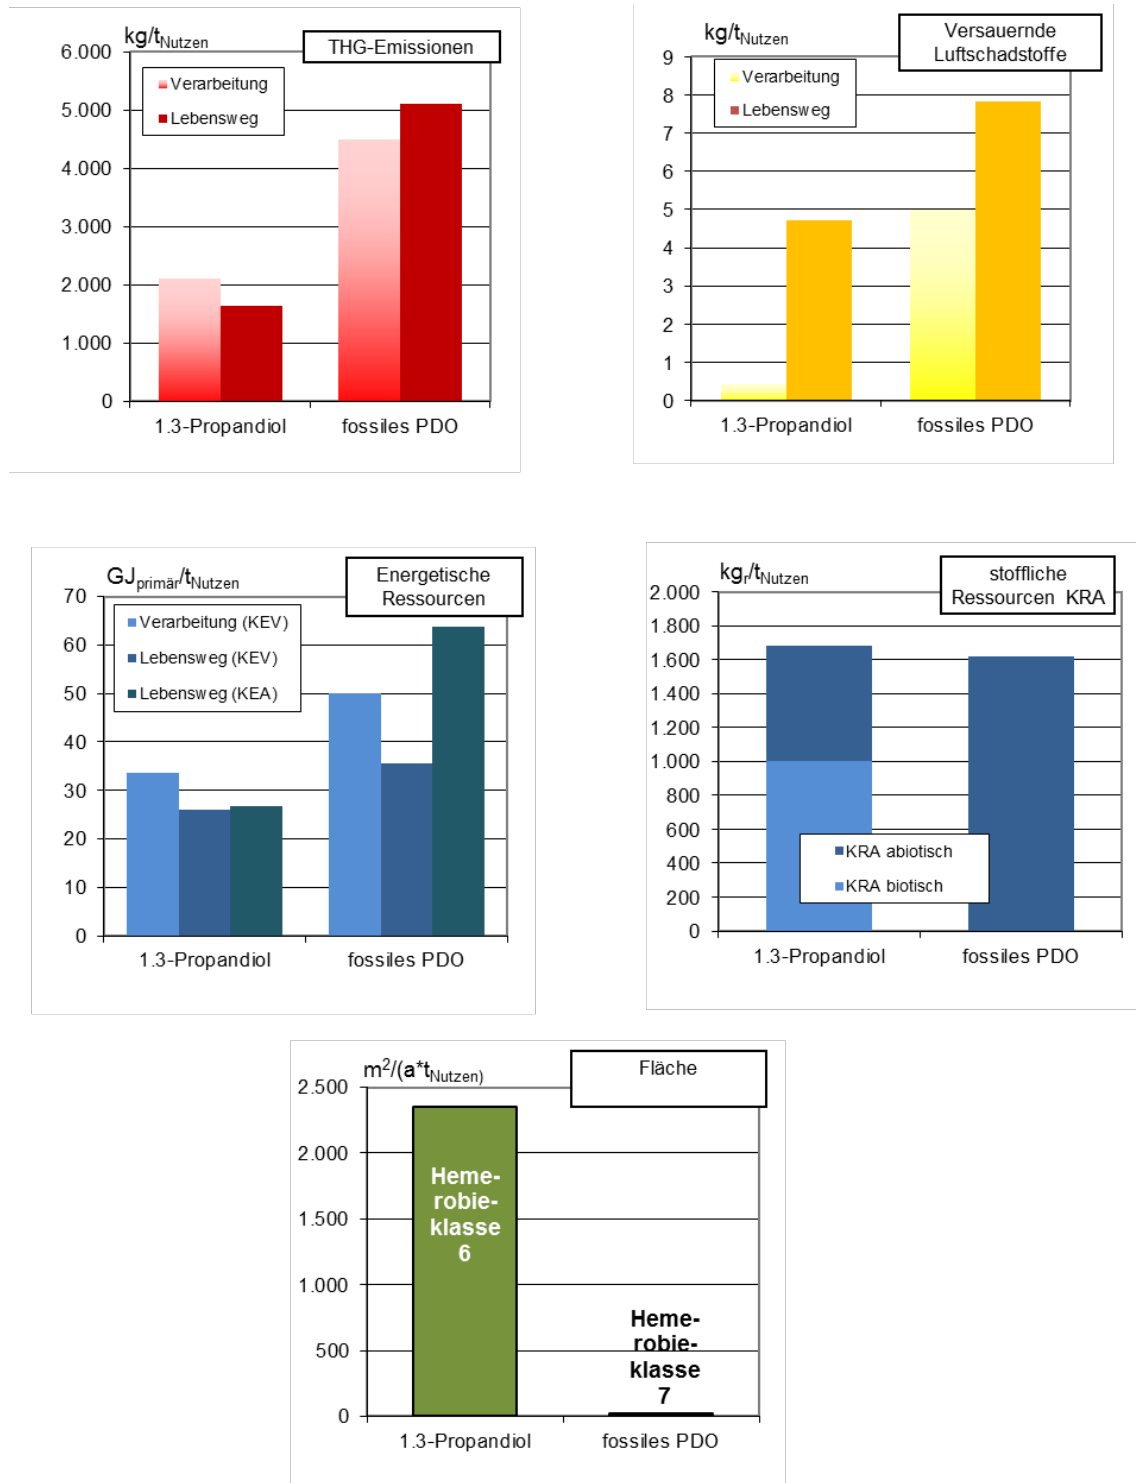 kg/tNutzen
THG-Emissionen
6.000
5.000
4.000
3.000
2.000
1.000
0
Verarbeitung
Lebensweg
1.3-Propandiol
fossiles PDO
kg/tNutzen
Versauernde
Luftschadstoffe
9
8
7
6
5
4
3
2
1
0
Verarbeitung
Lebensweg
1.3-Propandiol
fossiles PDO
GJprimär/tNutzen
Energetische
Ressourcen
70
60
50
40
30
20
10
0
Verarbeitung (KEV)
Lebensweg (KEV)
Lebensweg (KEA)
1.3-Propandiol
fossiles PDO
kgr/tNutzen
stoffliche
Ressourcen KRA
2.000
1.800
1.600
1.400
1.200
1.000
800
600
400
200
0
KRA abiotisch
KRA biotisch
1.3-Propandiol
fossiles PDO
m²/(a*tNutzen)
Fläche
2.500
2.000
1.500
1.000
500
0
Heme-
robie-
klasse
6
Heme-
robie-
klasse
7
1.3-Propandiol
fossiles PDO